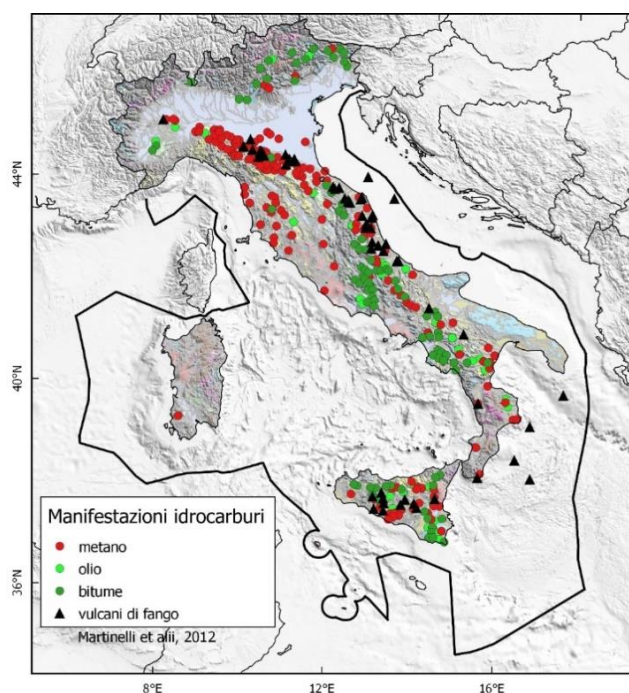 44°N
40°N
36°N
Manifestazioni idrocarburi
metano
olio
bitume
vulcani di fango
Martinelli et alii, 2012
8°E
12°E
16°E